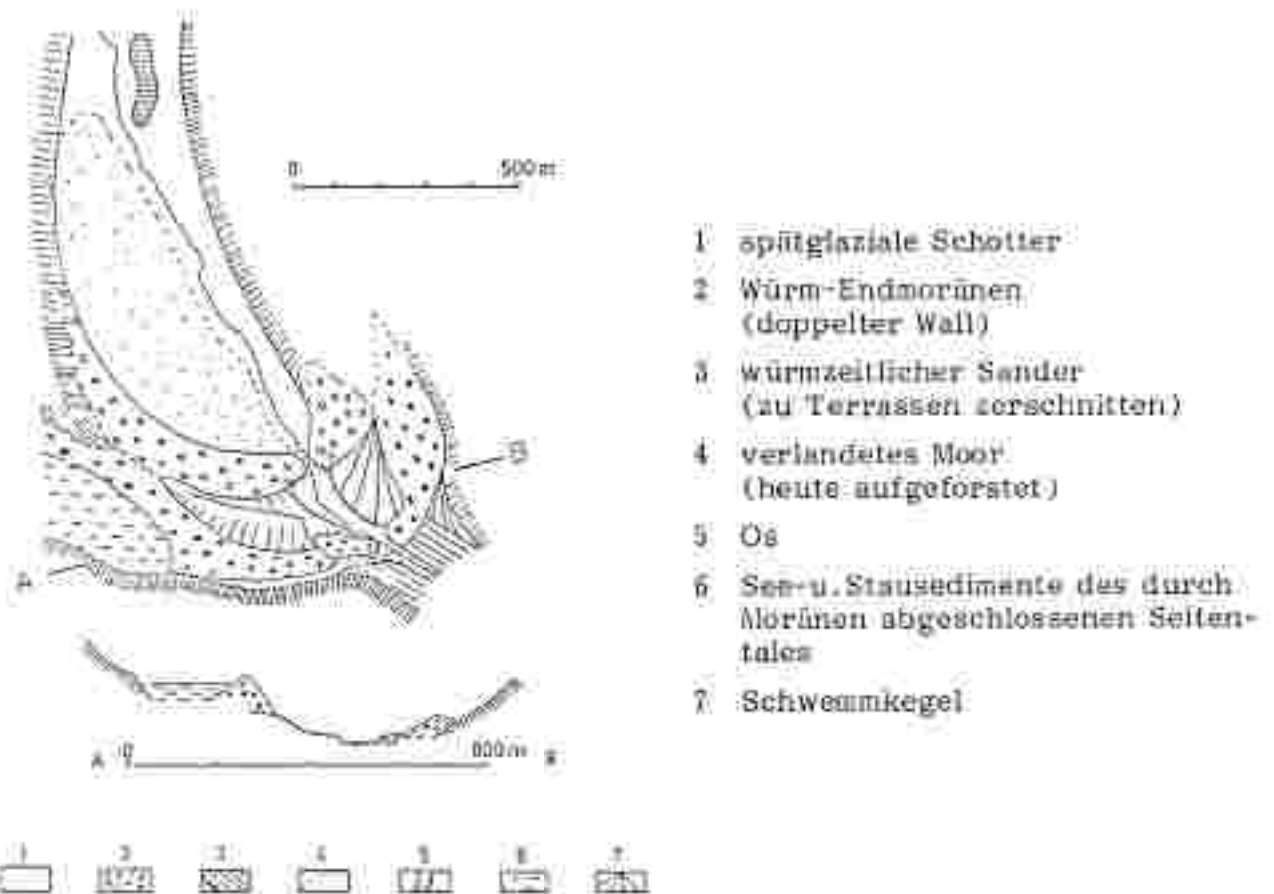 0 500 m
1 spätglaziale Schotter
2 Würm-Endmoränen
(doppelter Wall)
3 würmzeitlicher Sander
(zu Terrassen zerschnitten)
4 verlandetes Moor
(heute aufgeforstet)
5 Os
6 See-u.Stausedimente des durch
Moränen abgeschlossenen Seiten-
tales
7 Schwemmkegel
B
A
A 0 800 m
1 2 3 4 5 6 7